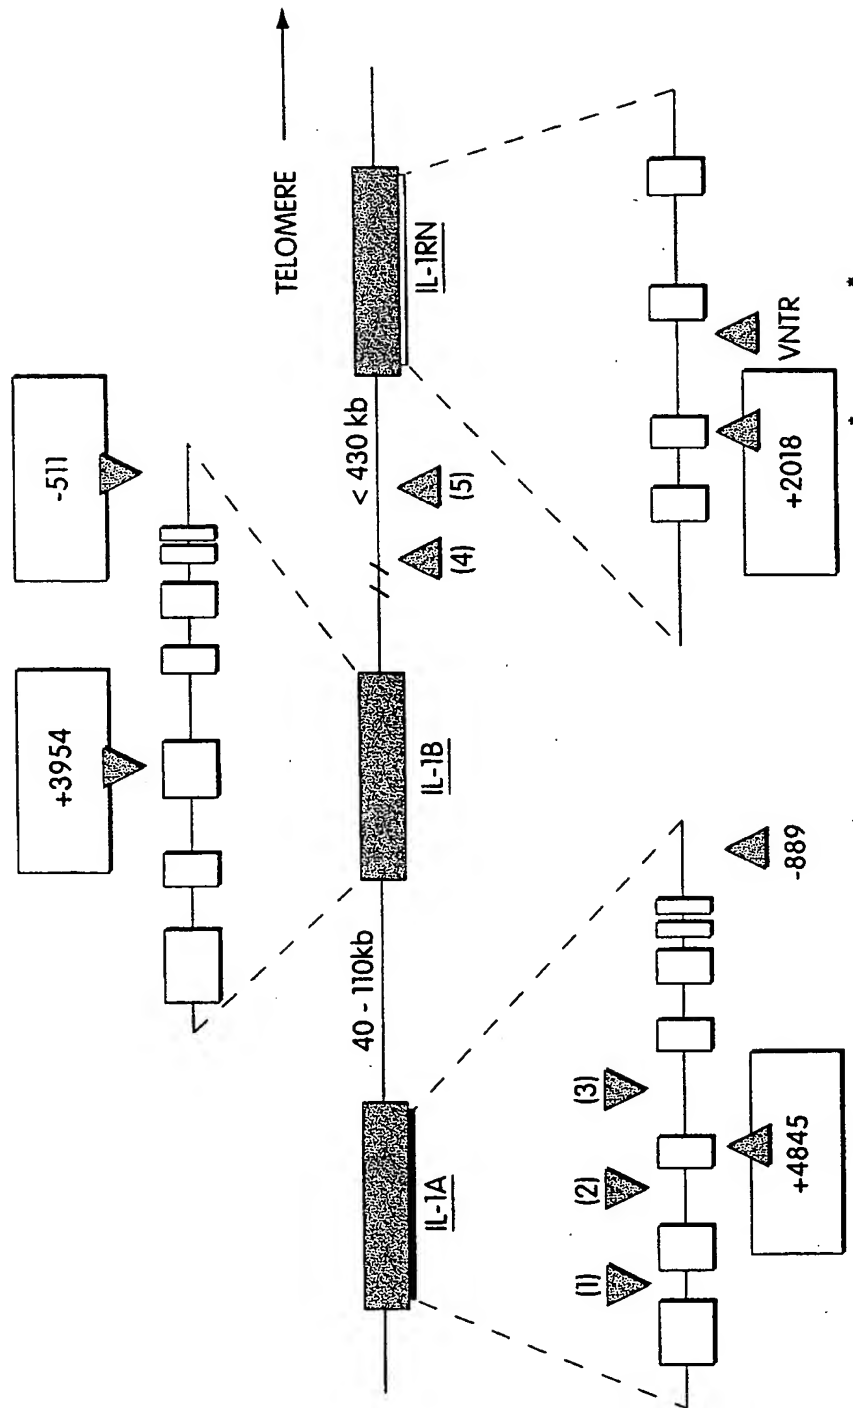 +3954
-511
TELOMERE
IL-1A
40 - 110kb
IL-1B
< 430 kb
IL-1RN
(4)
(5)
(1)
(2)
(3)
+4845
-889
+2018
VNTR
*
*